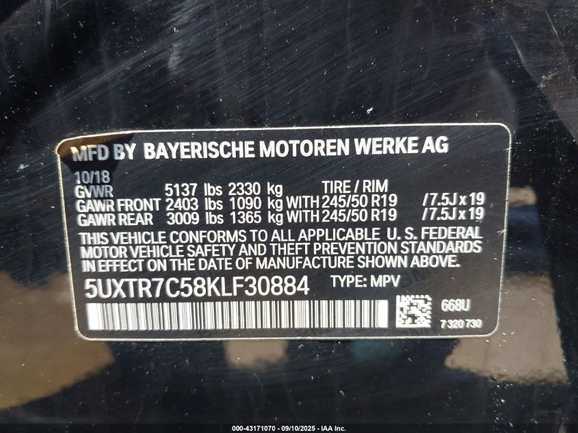 MFD BY BAYERISCHE MOTOREN WERKE AG
10/18
GVWR 5137 lbs 2330 kg TIRE / RIM
GAWR FRONT 2403 lbs 1090 kg WITH 245/50 R19 /7.5J x 19
GAWR REAR 3009 lbs 1365 kg WITH 245/50 R19 /7.5J x 19
THIS VEHICLE CONFORMS TO ALL APPLICABLE U.S. FEDERAL
MOTOR VEHICLE SAFETY AND THEFT PREVENTION STANDARDS
IN EFFECT ON THE DATE OF MANUFACTURE SHOWN ABOVE.
5UXTR7C58KLF30884 TYPE: MPV
668U
7 320 730
000-43171070 - 09/10/2025 - IAA Inc.